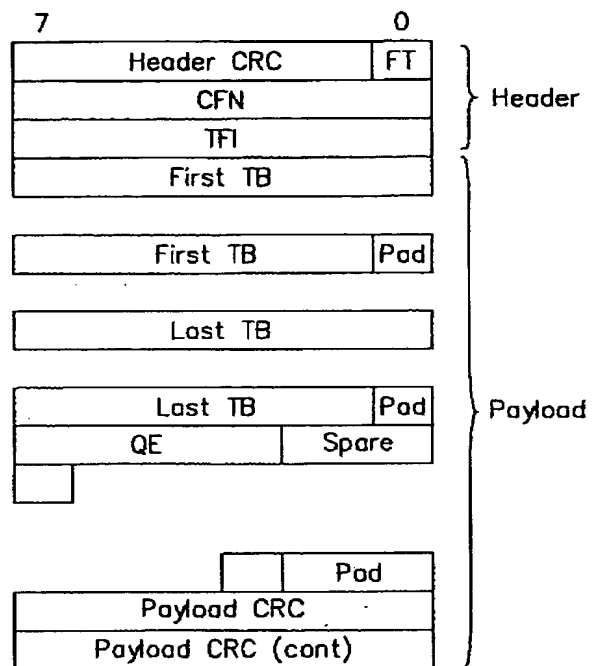 7 0
Header CRC FT
CFN
TFI
Header
First TB
First TB Pad
Last TB
Last TB Pad
Payload
QE Spare
Pad
Payload CRC
Payload CRC (cont)